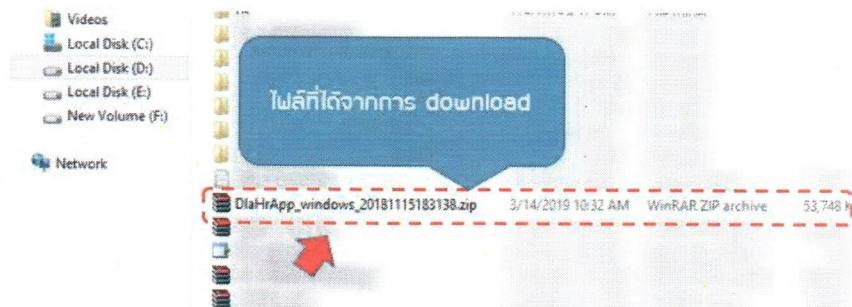 Videos
Local Disk (C:)
Local Disk (D:)
Local Disk (E:)
New Volume (F:)
Network
ไฟล์ที่ได้จากการ download
DlaHrApp_windows_20181115183138.zip 3/14/2019 10:32 AM WinRAR ZIP archive 53,748 K